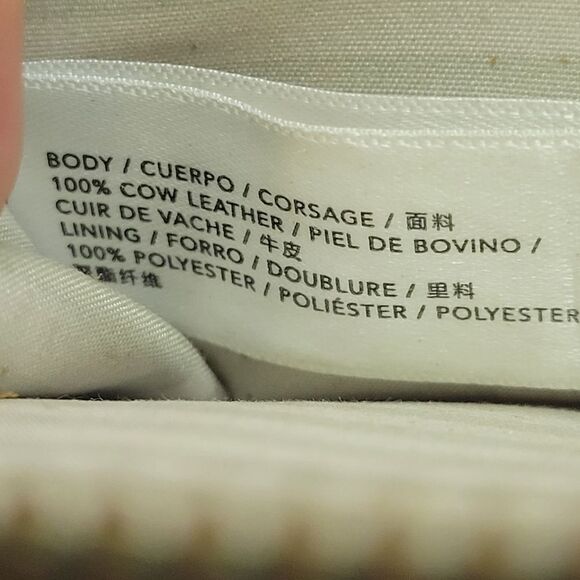 BODY / CUERPO / CORSAGE / 面料
100% COW LEATHER / PIEL DE BOVINO /
CUIR DE VACHE / 牛皮
LINING / FORRO / DOUBLURE / 里料
100% POLYESTER / POLIÉSTER / POLYESTER
聚酯纤维